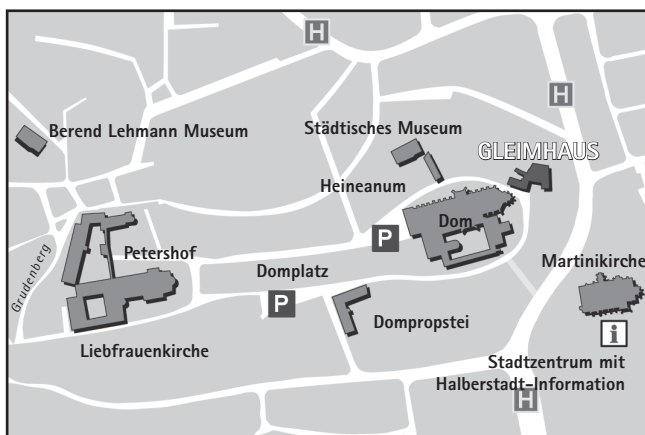 H
H
Berend Lehmann Museum
Städtisches Museum
GLEIMHAUS
Heineanum
Dom
P
Petershof
Domplatz
Martinikirche
Grudenberg
P
Dompropstei
i
Liebfrauenkirche
Stadtzentrum mit
Halberstadt-Information
H